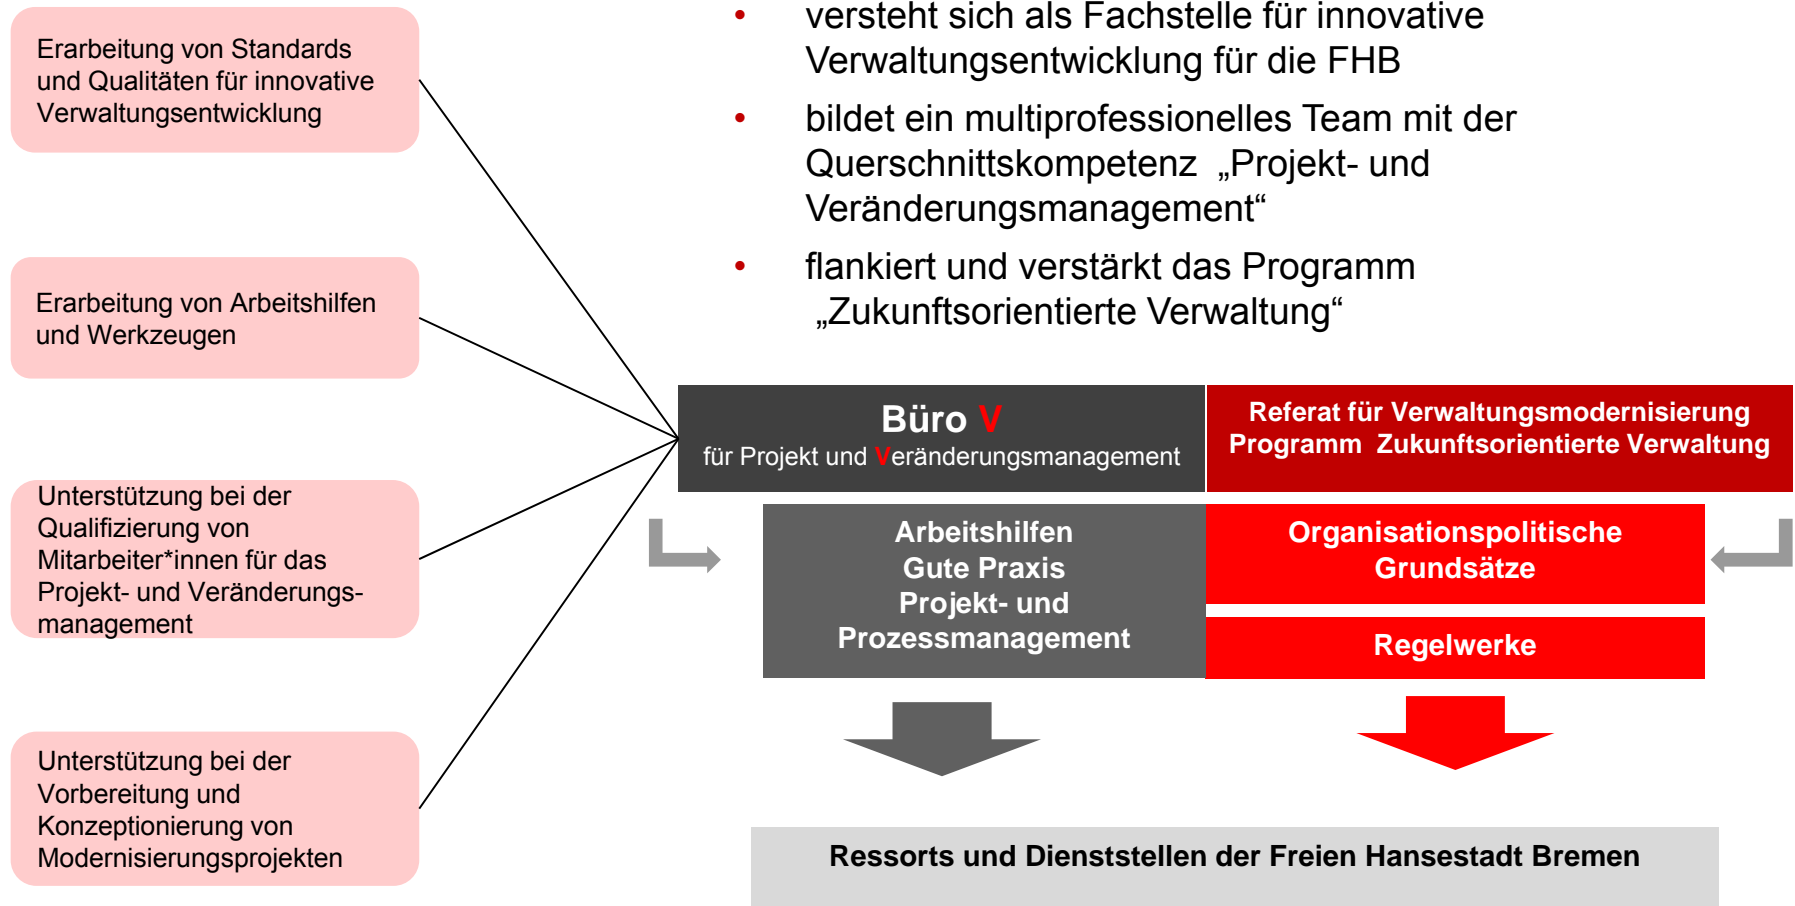 Erarbeitung von Standards
und Qualitäten für innovative
Verwaltungsentwicklung
Erarbeitung von Arbeitshilfen
und Werkzeugen
Unterstützung bei der
Qualifizierung von
Mitarbeiter*innen für das
Projekt- und Veränderungs-
management
Unterstützung bei der
Vorbereitung und
Konzeptionierung von
Modernisierungsprojekten
• versteht sich als Fachstelle für innovative
Verwaltungsentwicklung für die FHB
• bildet ein multiprofessionelles Team mit der
Querschnittskompetenz „Projekt- und
Veränderungsmanagement“
• flankiert und verstärkt das Programm
„Zukunftsorientierte Verwaltung“
Büro V
für Projekt und Veränderungsmanagement
Referat für Verwaltungsmodernisierung
Programm Zukunftsorientierte Verwaltung
Arbeitshilfen
Gute Praxis
Projekt- und
Prozessmanagement
Organisationspolitische
Grundsätze
Regelwerke
Ressorts und Dienststellen der Freien Hansestadt Bremen